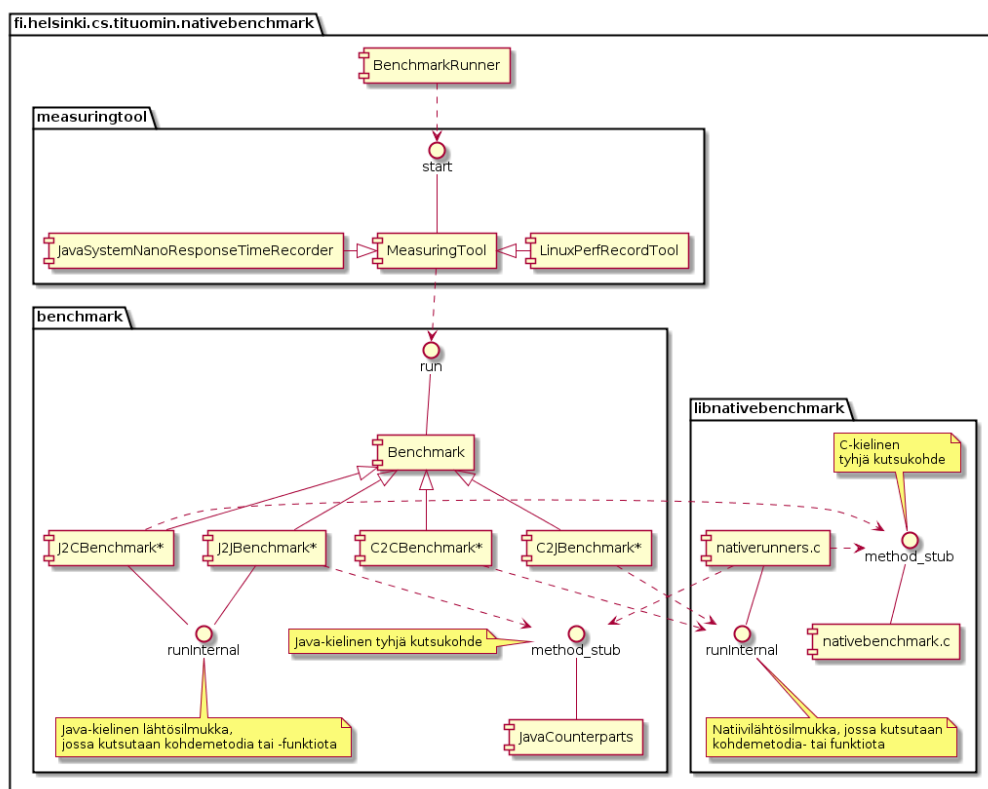 fi.helsinki.cs.tituomin.nativebenchmark
BenchmarkRunner
measuringtool
start
JavaSystemNanoResponseTimeRecorder
MeasuringTool
LinuxPerfRecordTool
benchmark
run
libnativebenchmark
C-kielinen
tyhjä kutsukohde
Benchmark
J2CBenchmark*
J2JBenchmark*
C2CBenchmark*
C2JBenchmark*
nativerunners.c
method_stub
runInternal
Java-kielinen tyhjä kutsukohde
method_stub
runInternal
nativebenchmark.c
Java-kielinen lähtösilmukka,
jossa kutsutaan kohdemetodia tai -funktiota
JavaCounterparts
Natiivilähtösilmukka, jossa kutsutaan
kohdemetodia- tai funktiota